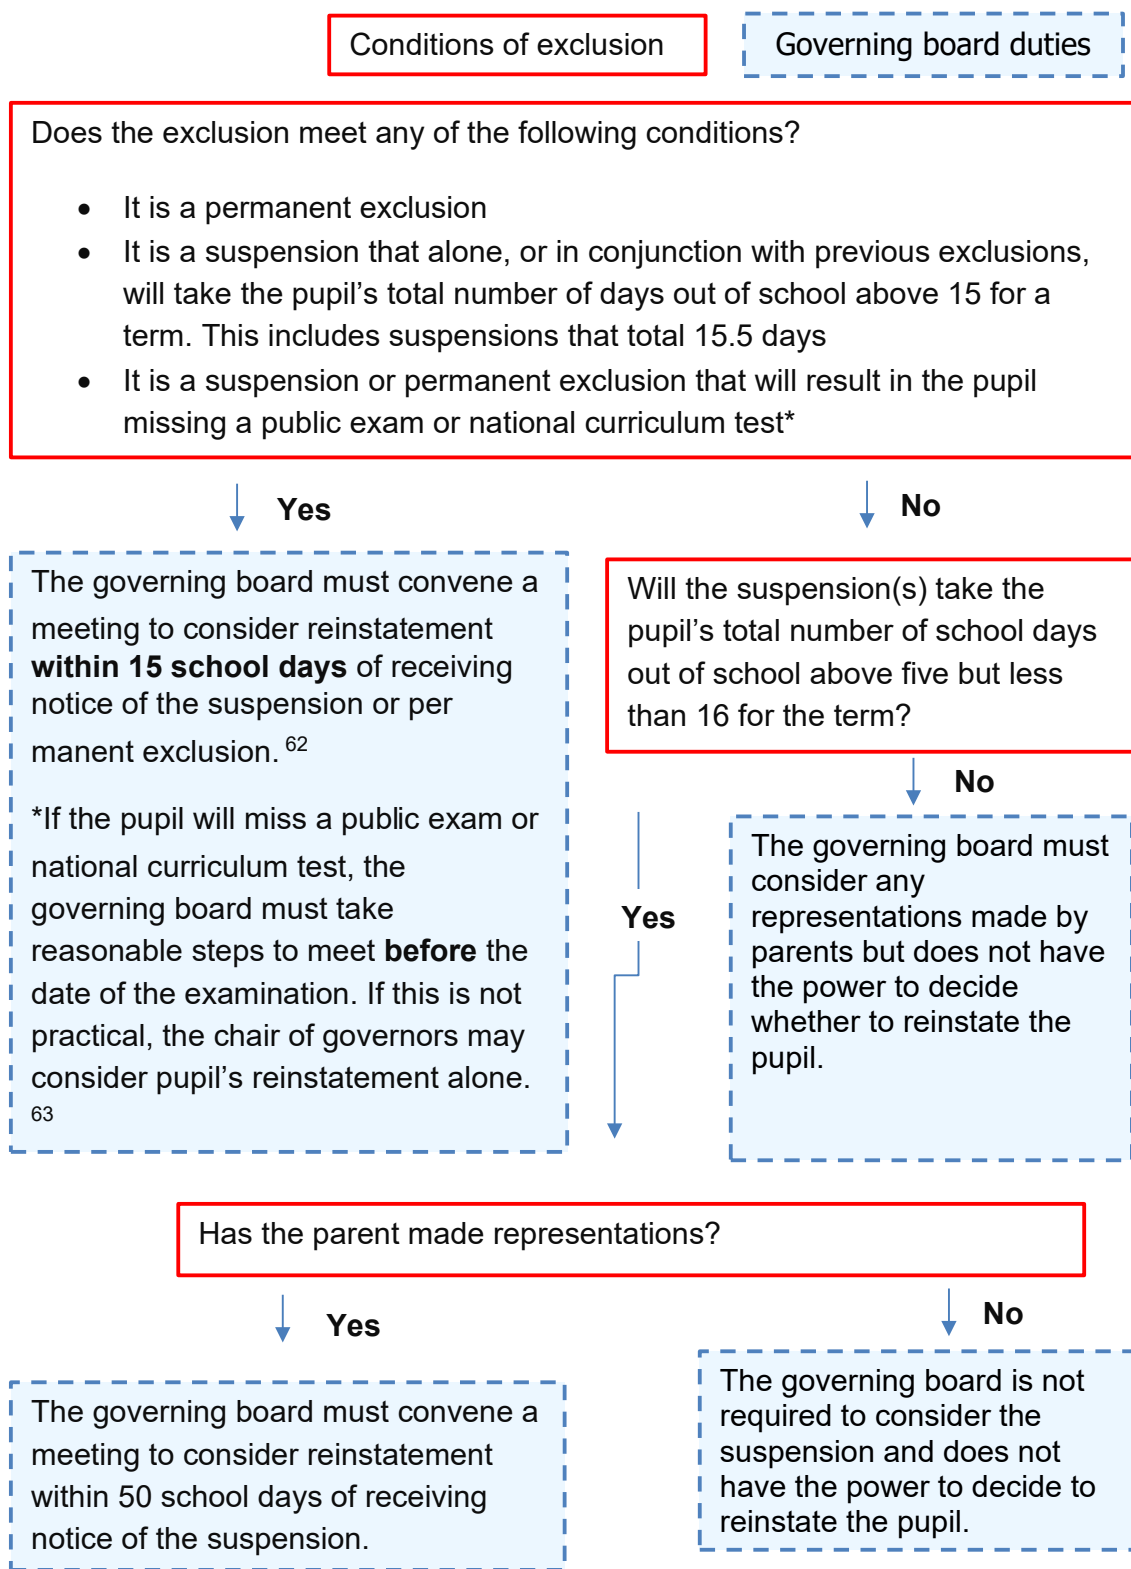 Conditions of exclusion
Governing board duties
Does the exclusion meet any of the following conditions?
• It is a permanent exclusion
• It is a suspension that alone, or in conjunction with previous exclusions,
will take the pupil's total number of days out of school above 15 for a
term. This includes suspensions that total 15.5 days
• It is a suspension or permanent exclusion that will result in the pupil
missing a public exam or national curriculum test*
Yes
No
The governing board must convene a
meeting to consider reinstatement
within 15 school days of receiving
notice of the suspension or per
manent exclusion. 62
*If the pupil will miss a public exam or
national curriculum test, the
governing board must take
reasonable steps to meet before the
date of the examination. If this is not
practical, the chair of governors may
consider pupil's reinstatement alone.
63
Will the suspension(s) take the
pupil's total number of school days
out of school above five but less
than 16 for the term?
No
Yes
The governing board must
consider any
representations made by
parents but does not have
the power to decide
whether to reinstate the
pupil.
Has the parent made representations?
Yes
No
The governing board must convene a
meeting to consider reinstatement
within 50 school days of receiving
notice of the suspension.
The governing board is not
required to consider the
suspension and does not
have the power to decide to
reinstate the pupil.